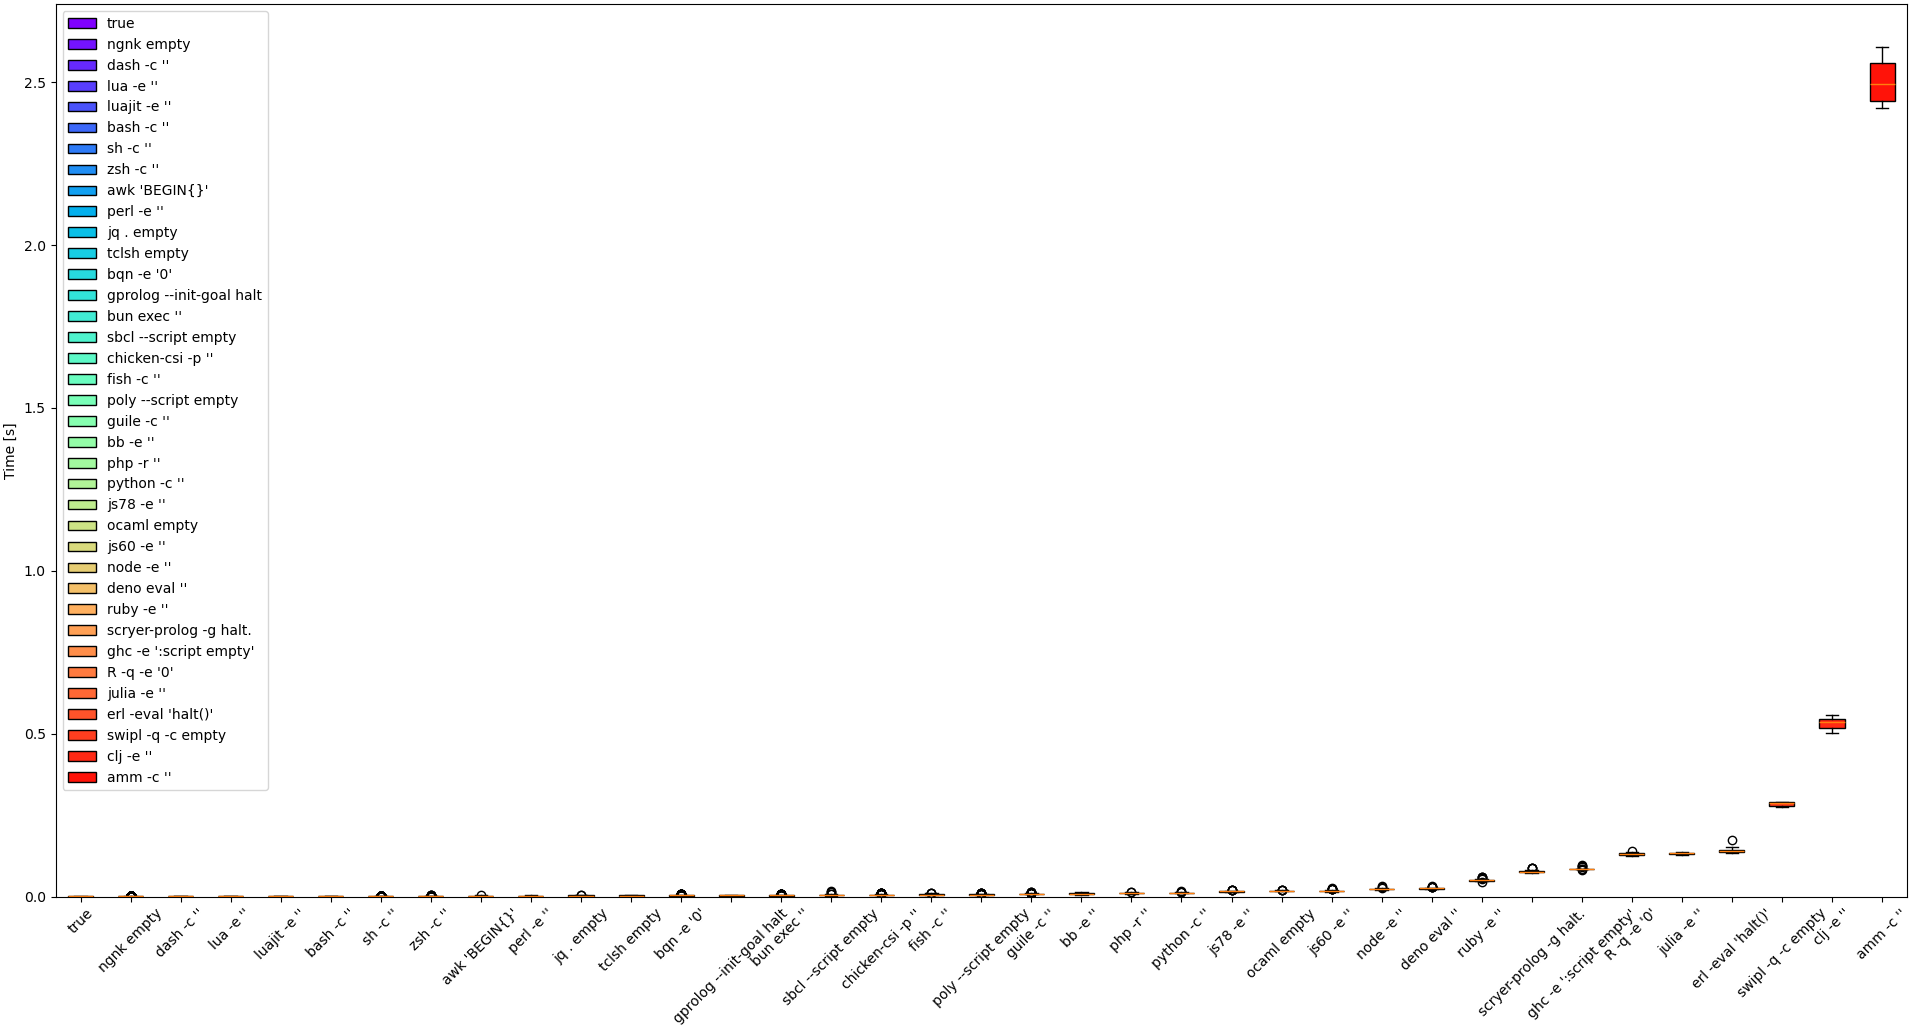 true
ngnk empty
dash -c ''
lua -e ''
luajit -e ''
bash -c ''
sh -c ''
zsh -c ''
awk 'BEGIN{}'
perl -e ''
jq . empty
tclsh empty
bqn -e '0'
gprolog --init-goal halt
bun exec ''
sbcl --script empty
chicken-csi -p ''
fish -c ''
poly --script empty
guile -c ''
bb -e ''
php -r ''
python -c ''
js78 -e ''
ocaml empty
js60 -e ''
node -e ''
deno eval ''
ruby -e ''
scryer-prolog -g halt.
ghc -e ':script empty'
R -q -e '0'
julia -e ''
erl -eval 'halt()'
swipl -q -c empty
clj -e ''
amm -c ''
2.5
2.0
1.5
1.0
0.5
0.0
Time [s]
true
ngnk empty
dash -c ''
lua -e ''
luajit -e ''
bash -c ''
sh -c ''
zsh -c ''
awk 'BEGIN{}'
perl -e ''
jq . empty
tclsh empty
bqn -e '0'
gprolog --init-goal halt
bun exec ''
sbcl --script empty
chicken-csi -p ''
fish -c ''
poly --script empty
guile -c ''
bb -e ''
php -r ''
python -c ''
js78 -e ''
ocaml empty
js60 -e ''
node -e ''
deno eval ''
ruby -e ''
scryer-prolog -g halt.
ghc -e ':script empty'
R -q -e '0'
julia -e ''
erl -eval 'halt()'
swipl -q -c empty
clj -e ''
amm -c ''